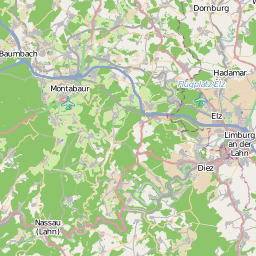 Dornburg
Baumbach
Hadamar
Flugplatz Elz
Montabaur
Elz
Limburg
an der
Lahn
Diez
Nassau
(Lahn)